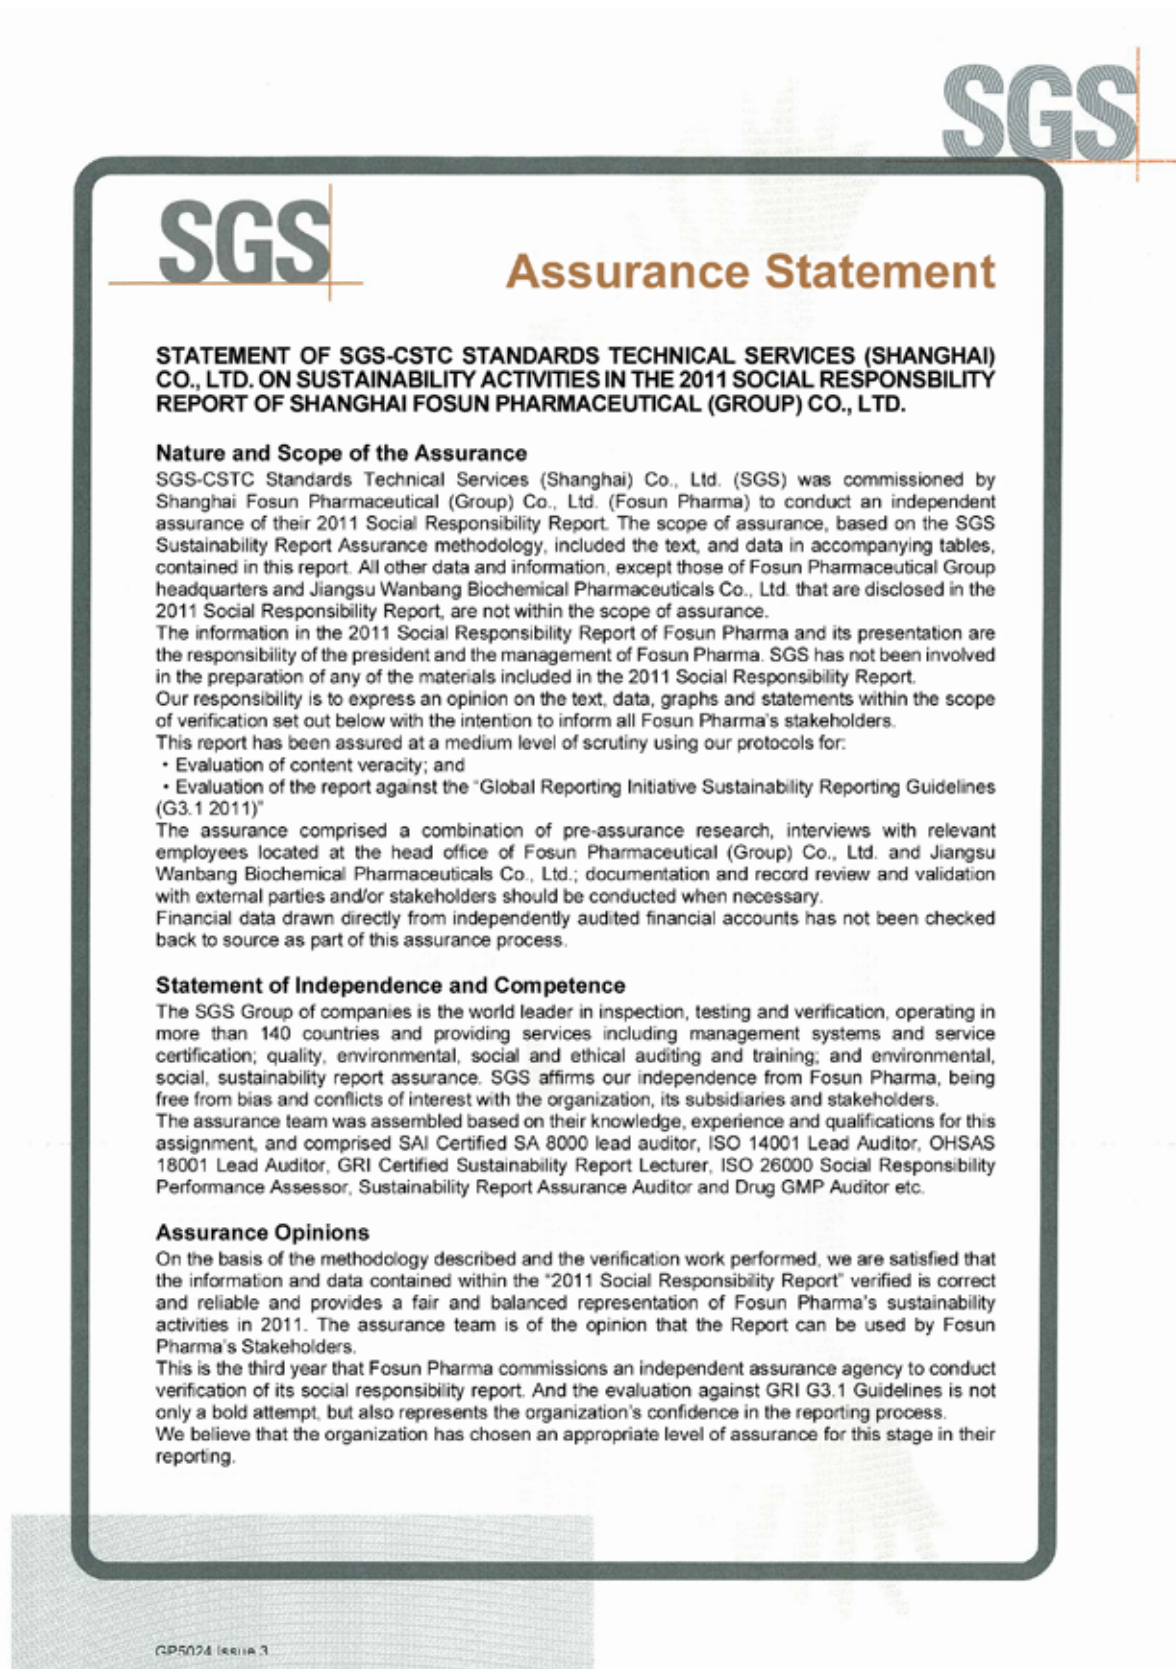 SGS
SGS
Assurance Statement
STATEMENT OF SGS-CSTC STANDARDS TECHNICAL SERVICES (SHANGHAI)
CO., LTD. ON SUSTAINABILITY ACTIVITIES IN THE 2011 SOCIAL RESPONSBILITY
REPORT OF SHANGHAI FOSUN PHARMACEUTICAL (GROUP) CO., LTD.
Nature and Scope of the Assurance
SGS-CSTC Standards Technical Services (Shanghai) Co., Ltd. (SGS) was commissioned by
Shanghai Fosun Pharmaceutical (Group) Co., Ltd. (Fosun Pharma) to conduct an independent
assurance of their 2011 Social Responsibility Report. The scope of assurance, based on the SGS
Sustainability Report Assurance methodology, included the text, and data in accompanying tables,
contained in this report. All other data and information, except those of Fosun Pharmaceutical Group
headquarters and Jiangsu Wanbang Biochemical Pharmaceuticals Co., Ltd. that are disclosed in the
2011 Social Responsibility Report, are not within the scope of assurance.
The information in the 2011 Social Responsibility Report of Fosun Pharma and its presentation are
the responsibility of the president and the management of Fosun Pharma. SGS has not been involved
in the preparation of any of the materials included in the 2011 Social Responsibility Report.
Our responsibility is to express an opinion on the text, data, graphs and statements within the scope
of verification set out below with the intention to inform all Fosun Pharma's stakeholders.
This report has been assured at a medium level of scrutiny using our protocols for:
• Evaluation of content veracity; and
• Evaluation of the report against the "Global Reporting Initiative Sustainability Reporting Guidelines
(G3.1 2011)"
The assurance comprised a combination of pre-assurance research, interviews with relevant
employees located at the head office of Fosun Pharmaceutical (Group) Co., Ltd. and Jiangsu
Wanbang Biochemical Pharmaceuticals Co., Ltd.; documentation and record review and validation
with external parties and/or stakeholders should be conducted when necessary.
Financial data drawn directly from independently audited financial accounts has not been checked
back to source as part of this assurance process.
Statement of Independence and Competence
The SGS Group of companies is the world leader in inspection, testing and verification, operating in
more than 140 countries and providing services including management systems and service
certification; quality, environmental, social and ethical auditing and training; and environmental,
social, sustainability report assurance. SGS affirms our independence from Fosun Pharma, being
free from bias and conflicts of interest with the organization, its subsidiaries and stakeholders.
The assurance team was assembled based on their knowledge, experience and qualifications for this
assignment, and comprised SAI Certified SA 8000 lead auditor, ISO 14001 Lead Auditor, OHSAS
18001 Lead Auditor, GRI Certified Sustainability Report Lecturer, ISO 26000 Social Responsibility
Performance Assessor, Sustainability Report Assurance Auditor and Drug GMP Auditor etc.
Assurance Opinions
On the basis of the methodology described and the verification work performed, we are satisfied that
the information and data contained within the "2011 Social Responsibility Report" verified is correct
and reliable and provides a fair and balanced representation of Fosun Pharma's sustainability
activities in 2011. The assurance team is of the opinion that the Report can be used by Fosun
Pharma's Stakeholders.
This is the third year that Fosun Pharma commissions an independent assurance agency to conduct
verification of its social responsibility report. And the evaluation against GRI G3.1 Guidelines is not
only a bold attempt, but also represents the organization's confidence in the reporting process.
We believe that the organization has chosen an appropriate level of assurance for this stage in their
reporting.
GP5024 Issue 3